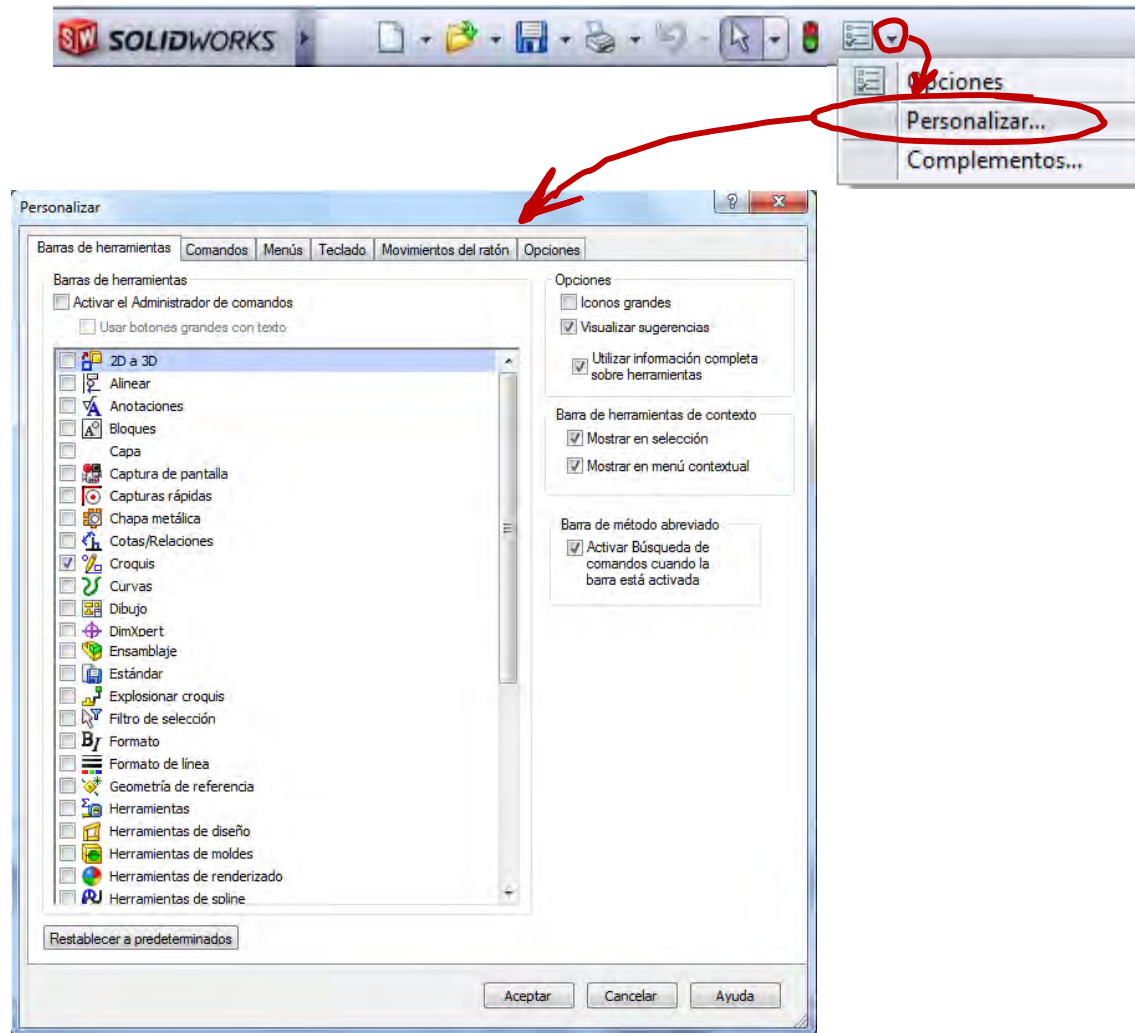 SW SOLIDWORKS
Opciones
Personalizar...
Complementos...
Personalizar
Barras de herramientas Comandos Menús Teclado Movimientos del ratón Opciones
Barras de herramientas
Activar el Administrador de comandos
Usar botones grandes con texto
2D a 3D
Alinear
Anotaciones
Bloques
Capa
Captura de pantalla
Capturas rápidas
Chapa metálica
Cotas/Relaciones
Croquis
Curvas
Dibujo
DimXpert
Ensamblaje
Estándar
Explosionar croquis
Filtro de selección
Formato
Formato de línea
Geometría de referencia
Herramientas
Herramientas de diseño
Herramientas de moldes
Herramientas de renderizado
Herramientas de spline
Opciones
Iconos grandes
Visualizar sugerencias
Utilizar información completa
sobre herramientas
Barra de herramientas de contexto
Mostrar en selección
Mostrar en menú contextual
Barra de método abreviado
Activar Búsqueda de
comandos cuando la
barra está activada
Restablecer a predeterminados
Aceptar Cancelar Ayuda